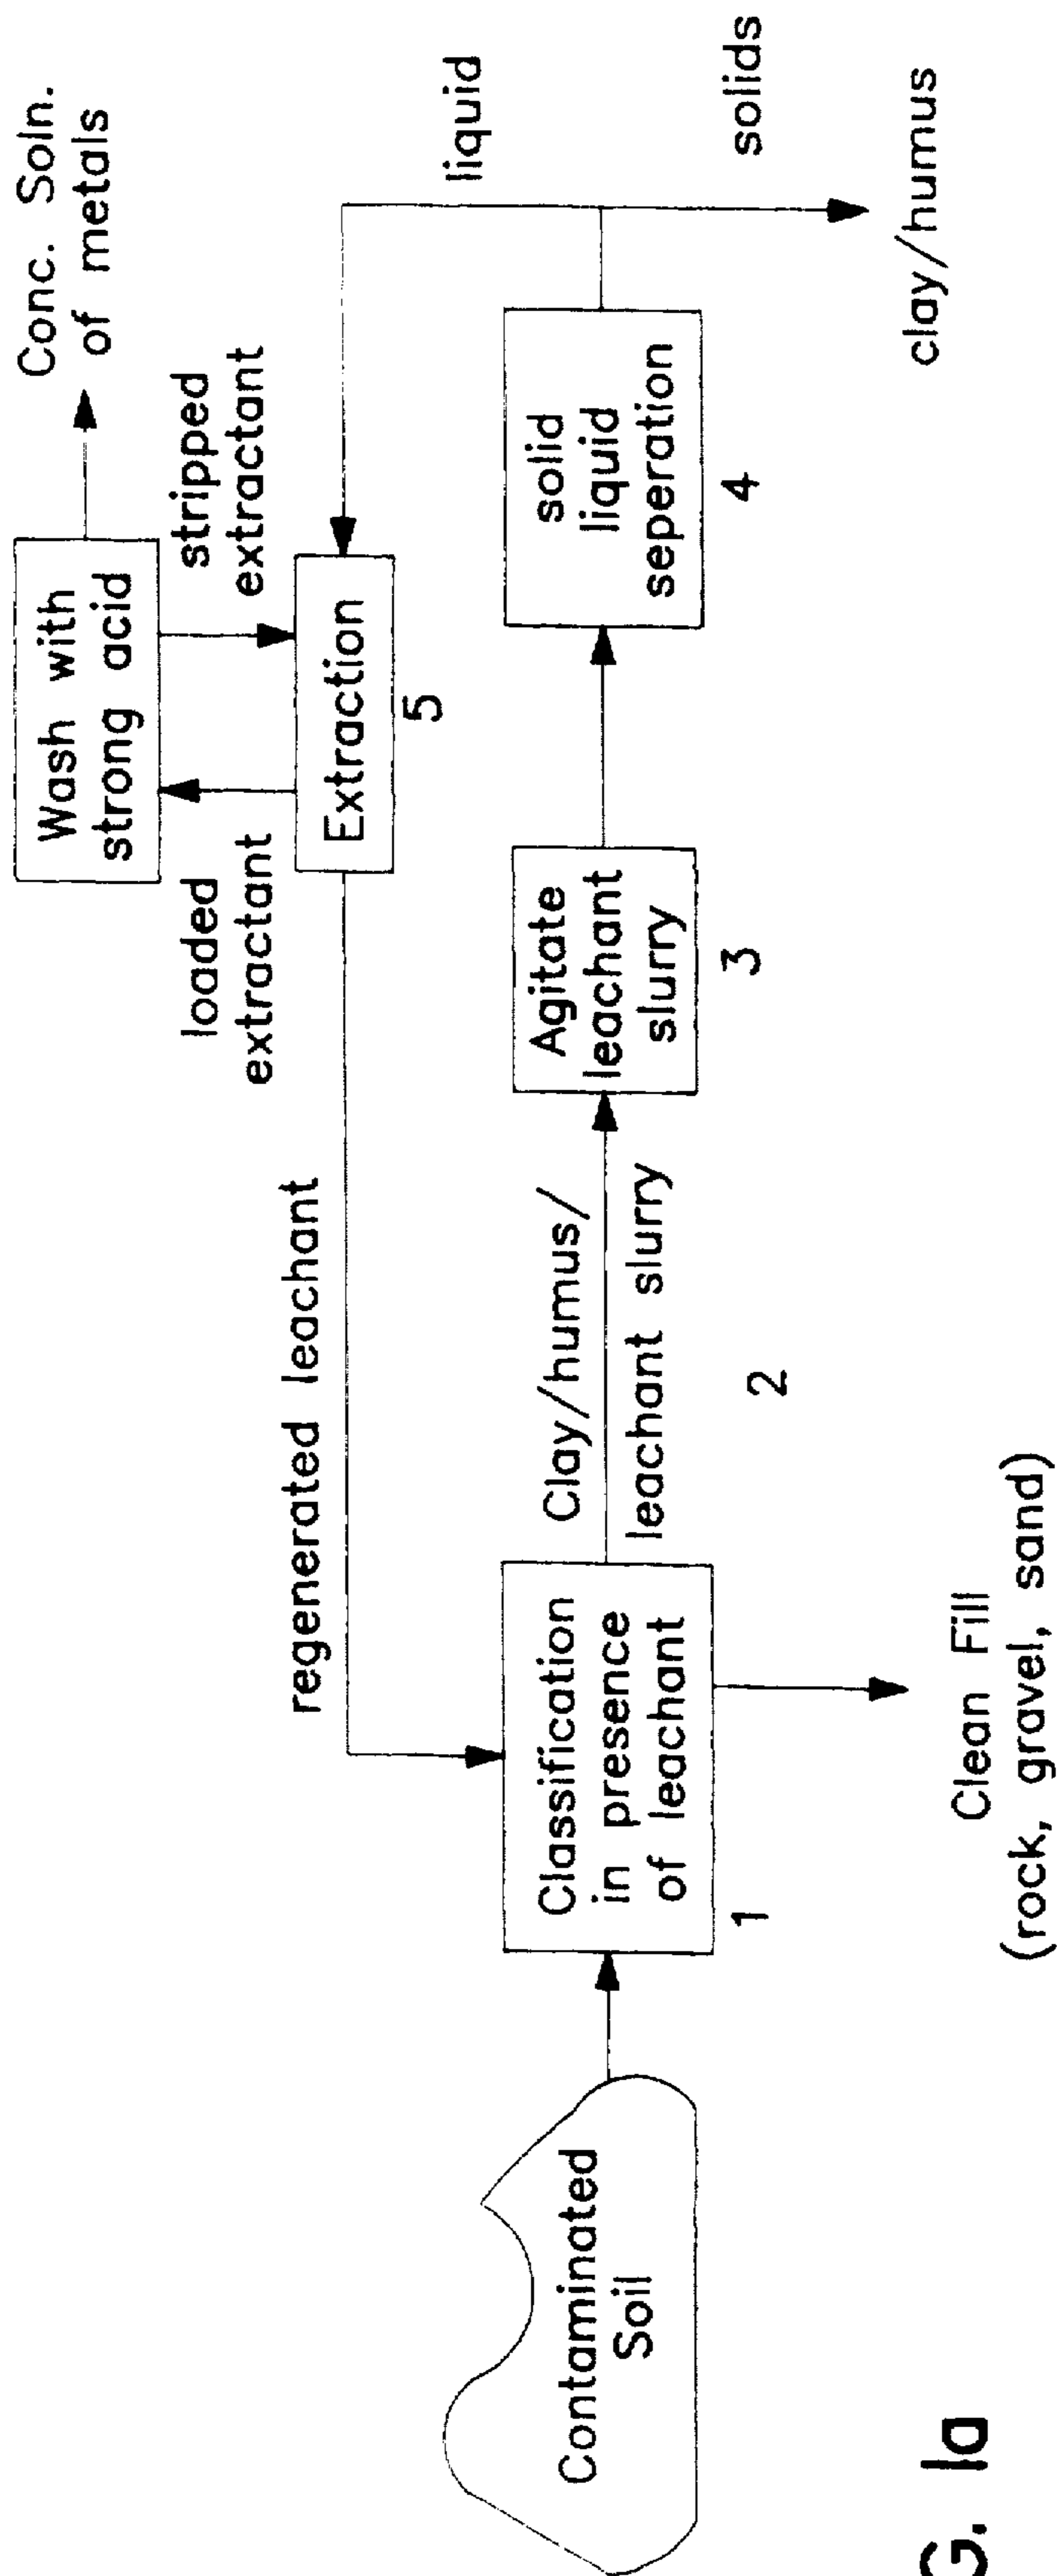 Conc. Soln.
of metals
Wash with
strong acid
loaded
extractant
stripped
extractant
Extraction
5
liquid
regenerated leachant
Contaminated
Soil
Classification
in presence
of leachant
1
Clay/humus/
leachant slurry
2
Agitate
leachant
slurry
3
solid
liquid
seperation
4
solids
clay/humus
Clean Fill
(rock, gravel, sand)
G. 1a